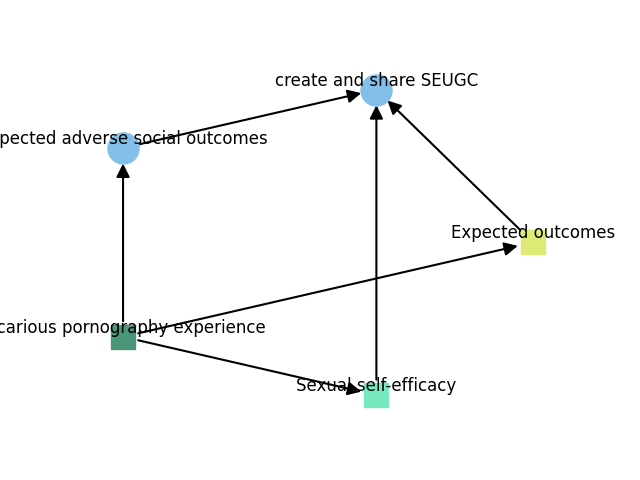 create and share SEUGC
pected adverse social outcomes
Expected outcomes
carious pornography experience
Sexual self-efficacy